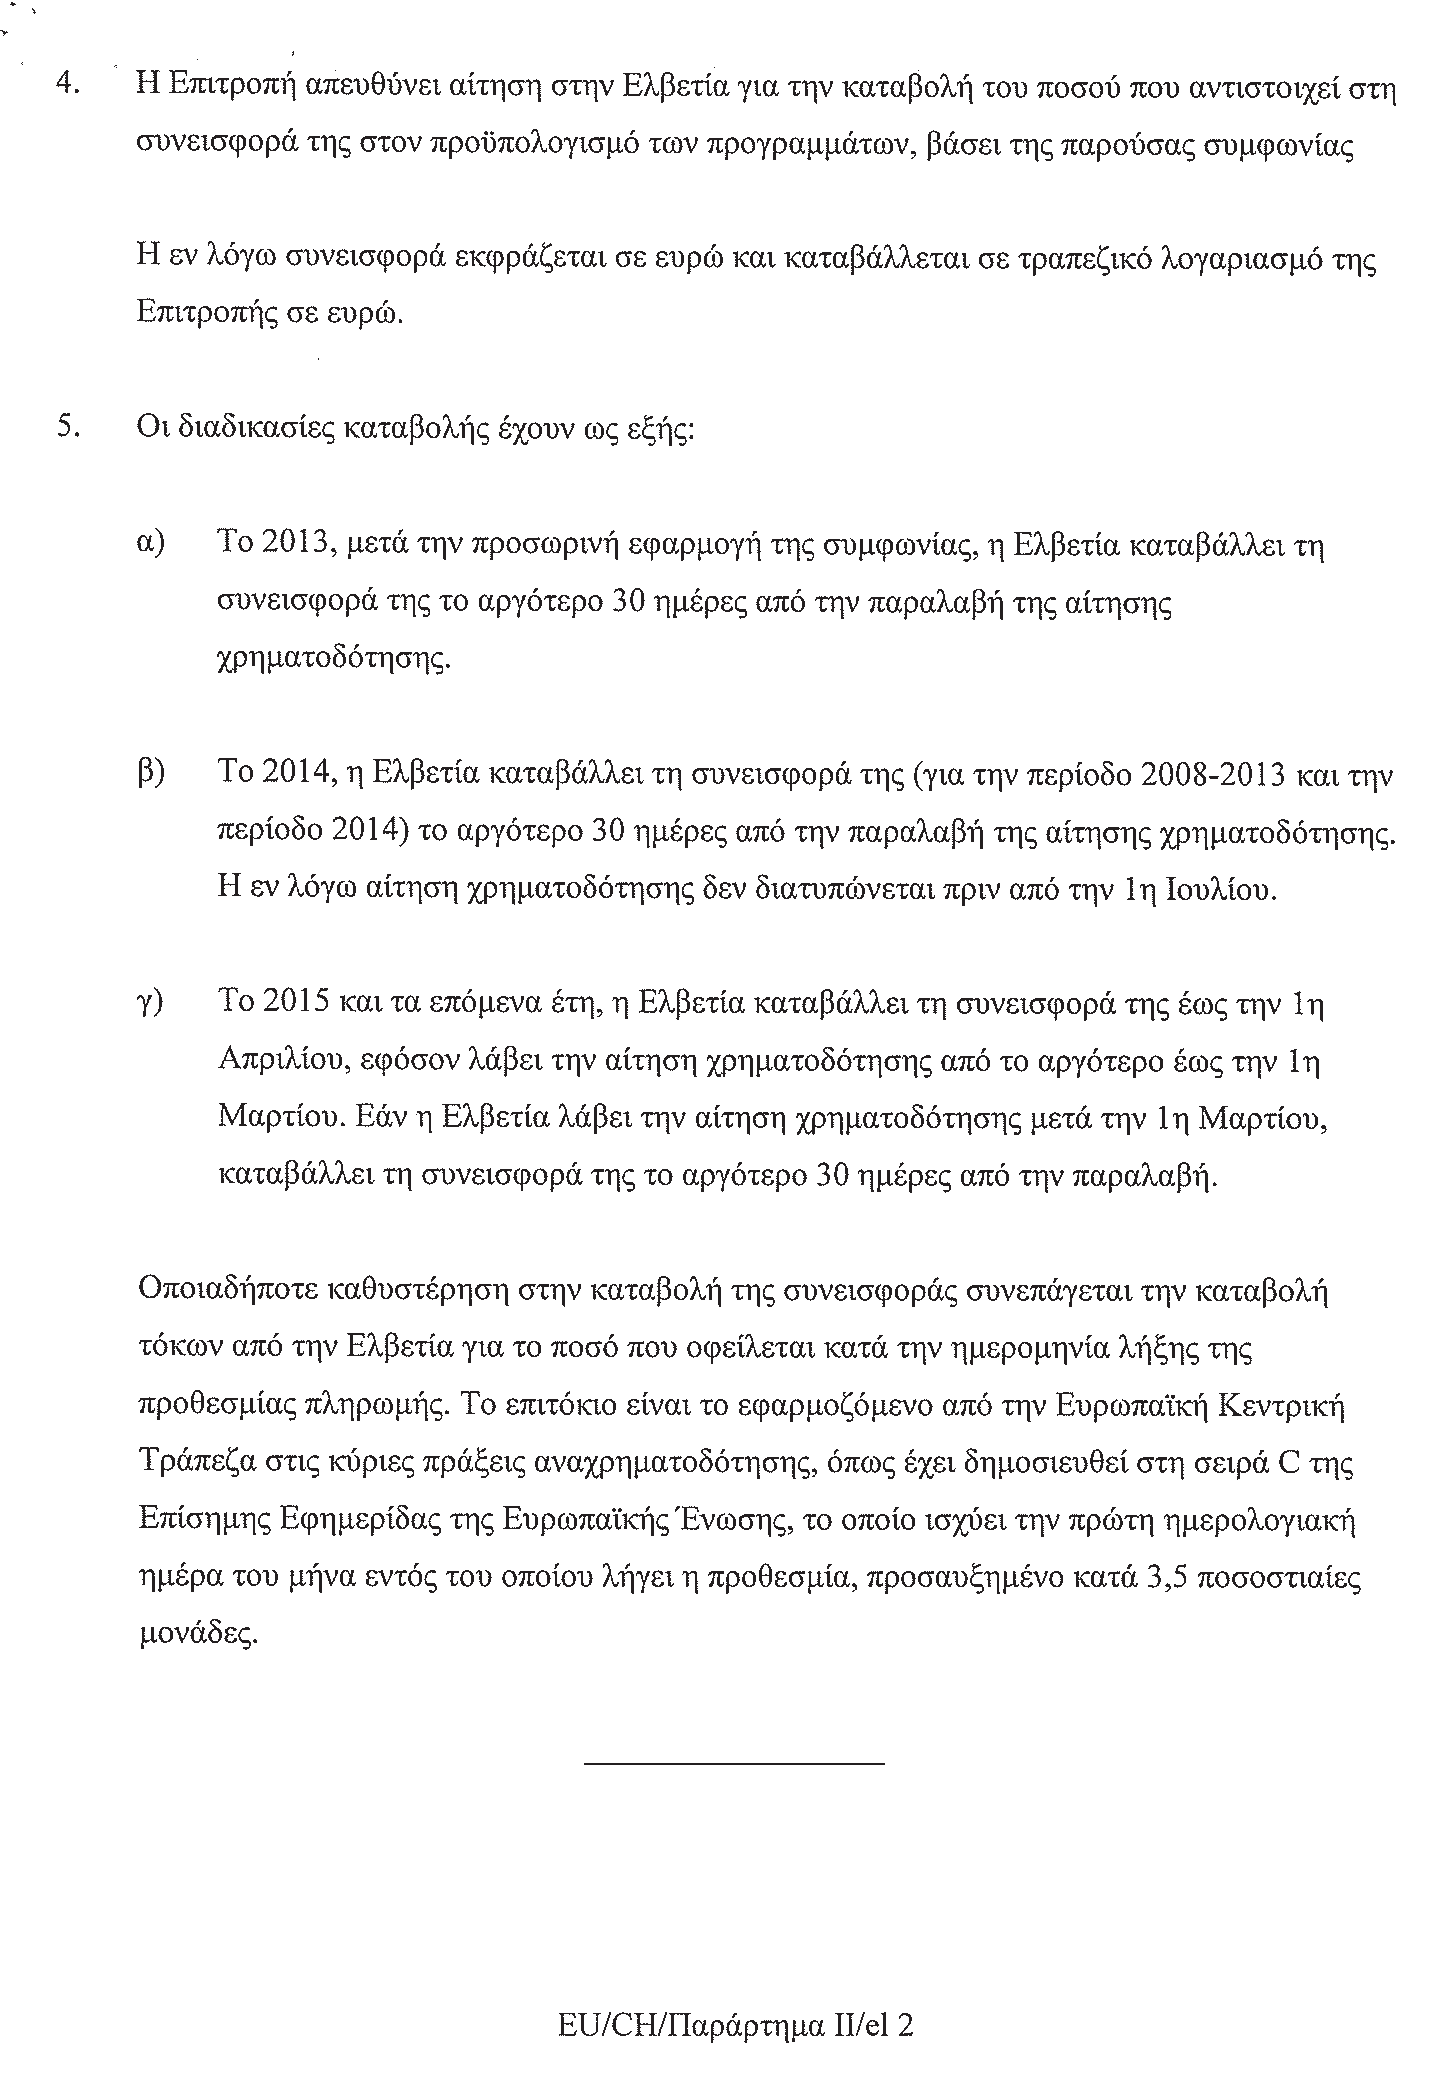 4. Η Επιτροπή απευθύνει αίτηση στην Ελβετία για την καταβολή του ποσού που αντιστοιχεί στη
συνεισφορά της στον προϋπολογισμό των προγραμμάτων, βάσει της παρούσας συμφωνίας
Η εν λόγω συνεισφορά εκφράζεται σε ευρώ και καταβάλλεται σε τραπεζικό λογαριασμό της
Επιτροπής σε ευρώ.
5. Οι διαδικασίες καταβολής έχουν ως εξής:
α) Το 2013, μετά την προσωρινή εφαρμογή της συμφωνίας, η Ελβετία καταβάλλει τη
συνεισφορά της το αργότερο 30 ημέρες από την παραλαβή της αίτησης
χρηματοδότησης.
β) Το 2014, η Ελβετία καταβάλλει τη συνεισφορά της (για την περίοδο 2008-2013 και την
περίοδο 2014) το αργότερο 30 ημέρες από την παραλαβή της αίτησης χρηματοδότησης.
Η εν λόγω αίτηση χρηματοδότησης δεν διατυπώνεται πριν από την 1η Ιουλίου.
γ) Το 2015 και τα επόμενα έτη, η Ελβετία καταβάλλει τη συνεισφορά της έως την 1η
Απριλίου, εφόσον λάβει την αίτηση χρηματοδότησης από το αργότερο έως την 1η
Μαρτίου. Εάν η Ελβετία λάβει την αίτηση χρηματοδότησης μετά την 1η Μαρτίου,
καταβάλλει τη συνεισφορά της το αργότερο 30 ημέρες από την παραλαβή.
Οποιαδήποτε καθυστέρηση στην καταβολή της συνεισφοράς συνεπάγεται την καταβολή
τόκων από την Ελβετία για το ποσό που οφείλεται κατά την ημερομηνία λήξης της
προθεσμίας πληρωμής. Το επιτόκιο είναι το εφαρμοζόμενο από την Ευρωπαϊκή Κεντρική
Τράπεζα στις κύριες πράξεις αναχρηματοδότησης, όπως έχει δημοσιευθεί στη σειρά C της
Επίσημης Εφημερίδας της Ευρωπαϊκής Ένωσης, το οποίο ισχύει την πρώτη ημερολογιακή
ημέρα του μήνα εντός του οποίου λήγει η προθεσμία, προσαυξημένο κατά 3,5 ποσοστιαίες
μονάδες.
EU/CH/Παράρτημα II/el 2